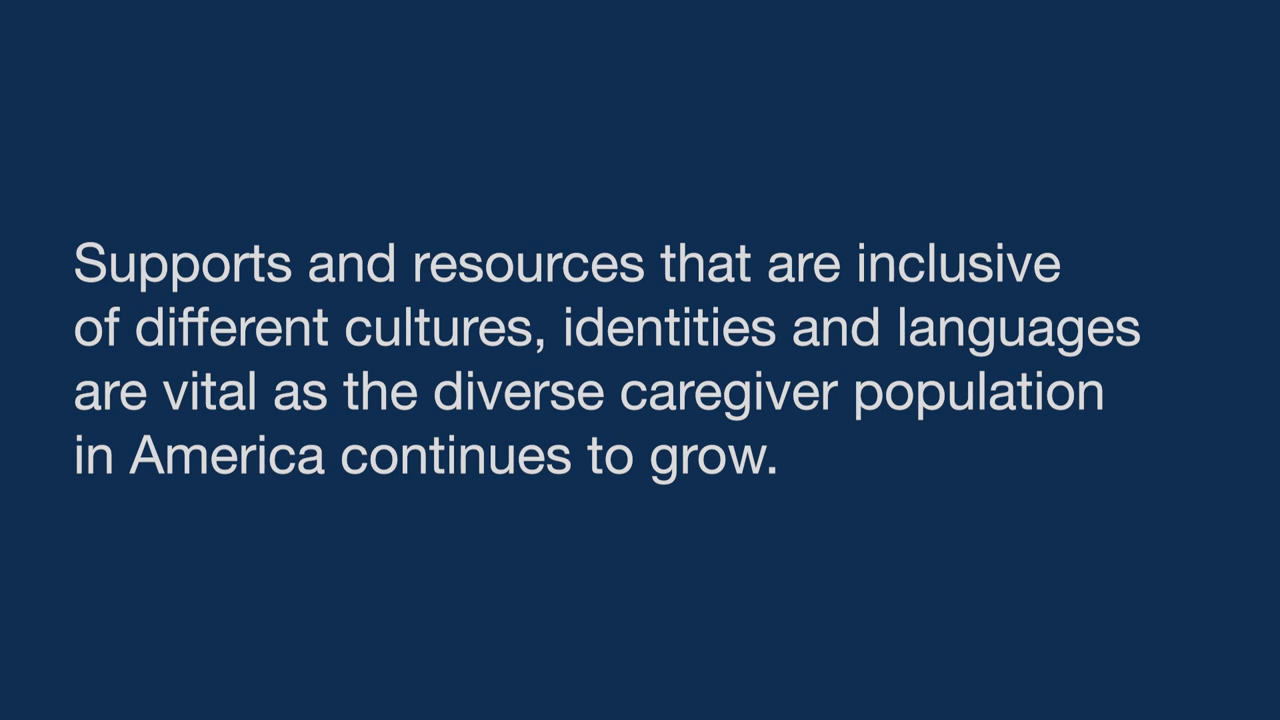 Supports and resources that are inclusive
of different cultures, identities and languages
are vital as the diverse caregiver population
in America continues to grow.